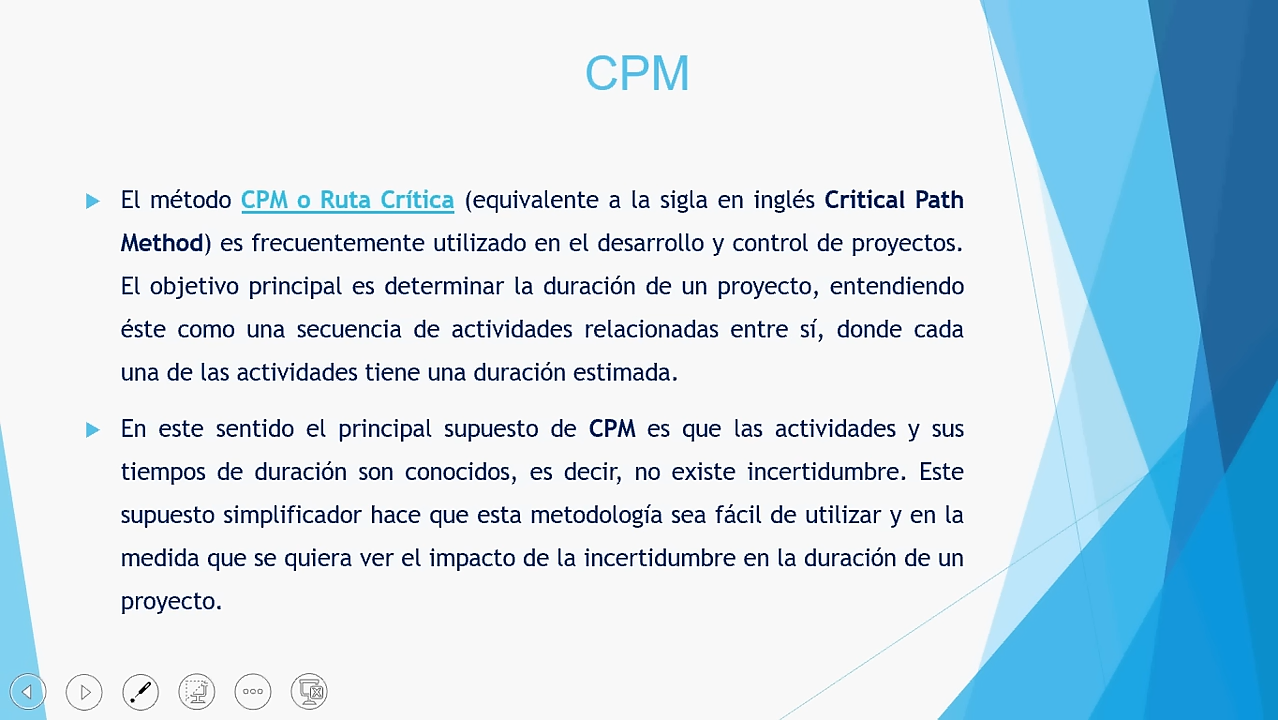 CPM
El método CPM o Ruta Crítica (equivalente a la sigla en inglés Critical Path
Method) es frecuentemente utilizado en el desarrollo y control de proyectos.
El objetivo principal es determinar la duración de un proyecto, entendiendo
éste como una secuencia de actividades relacionadas entre sí, donde cada
una de las actividades tiene una duración estimada.
En este sentido el principal supuesto de CPM es que las actividades y sus
tiempos de duración son conocidos, es decir, no existe incertidumbre. Este
supuesto simplificador hace que esta metodología sea fácil de utilizar y en la
medida que se quiera ver el impacto de la incertidumbre en la duración de un
proyecto.